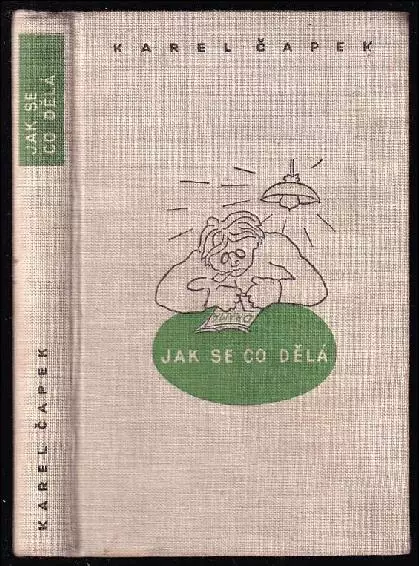 KAREL ČAPEK
JAK SE CO DĚLÁ
JAK SE
CO DĚLÁ
KAREL ČAPEK